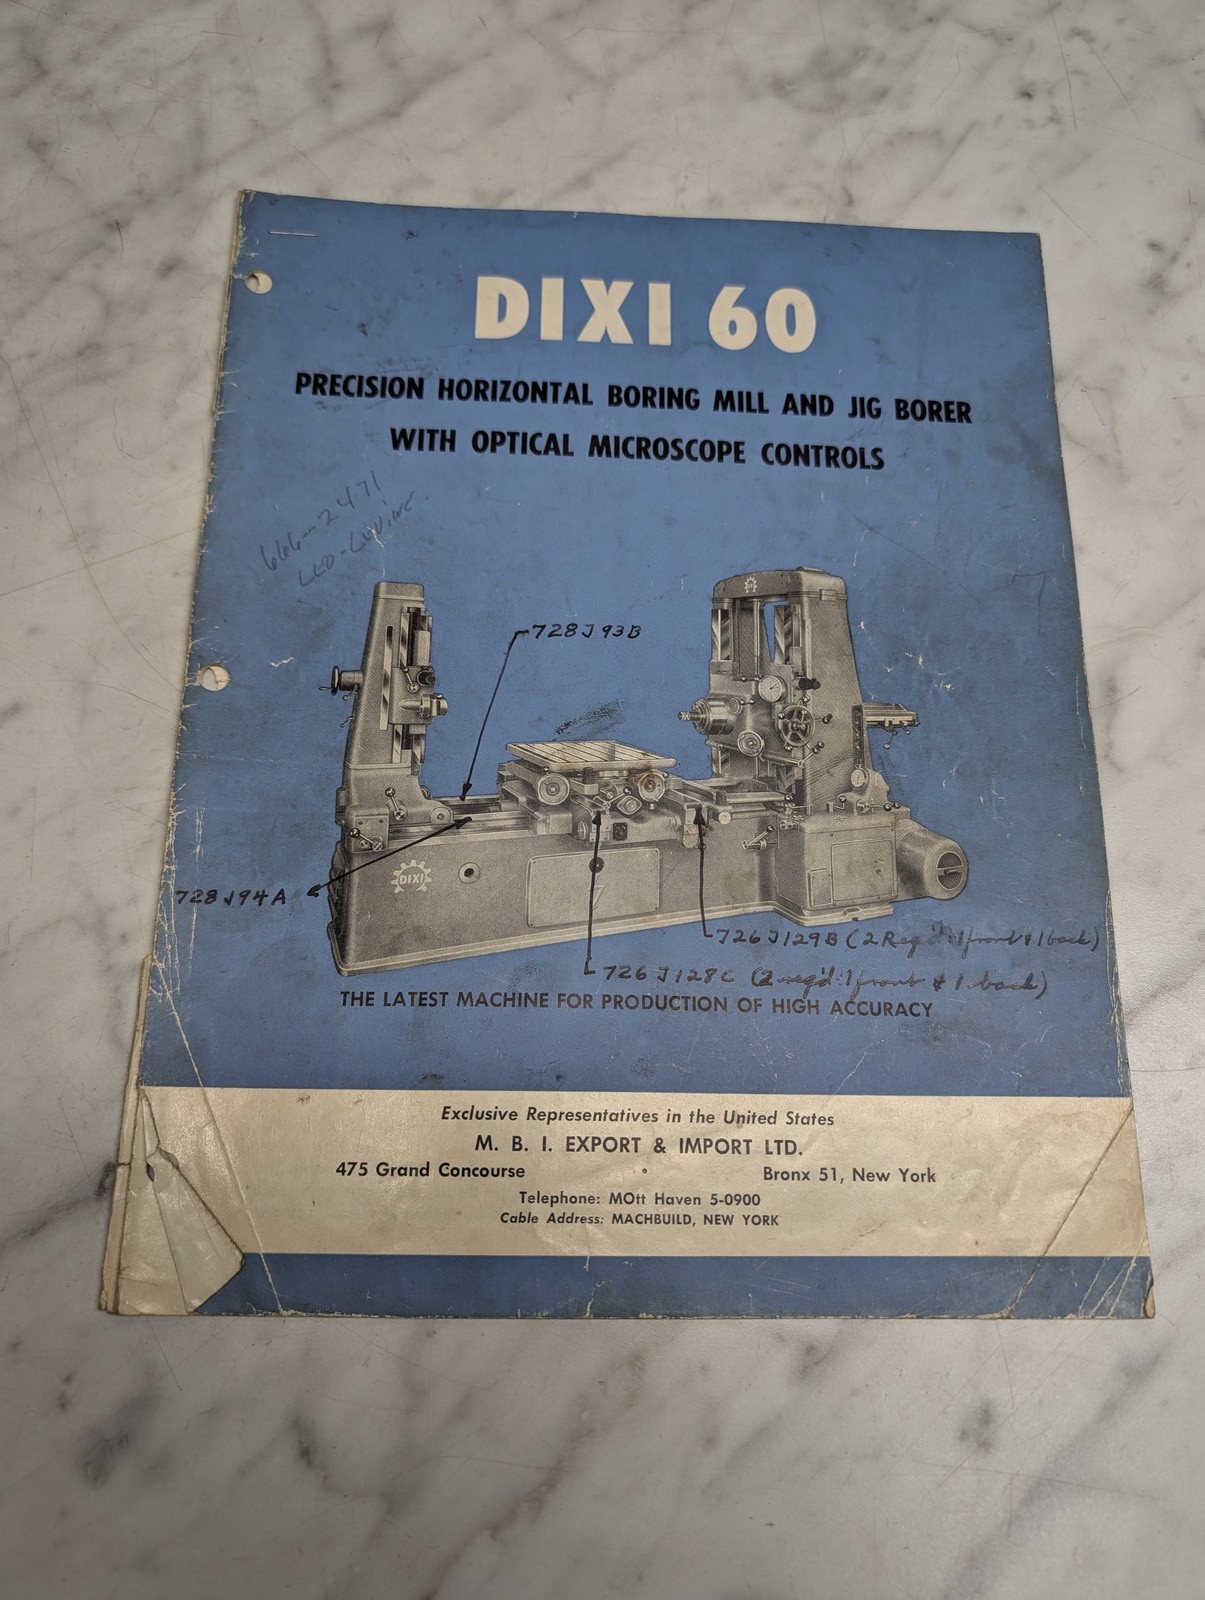 DIXI 60
PRECISION HORIZONTAL BORING MILL AND JIG BORER
WITH OPTICAL MICROSCOPE CONTROLS
666-2471
728J93B
DIXI
728J94A
726J129B (2 Req'd: 1 front & 1 back)
726J128C (2 req'd: 1 front & 1 back)
THE LATEST MACHINE FOR PRODUCTION OF HIGH ACCURACY
Exclusive Representatives in the United States
M. B. I. EXPORT & IMPORT LTD.
475 Grand Concourse • Bronx 51, New York
Telephone: MOtt Haven 5-0900
Cable Address: MACHBUILD, NEW YORK